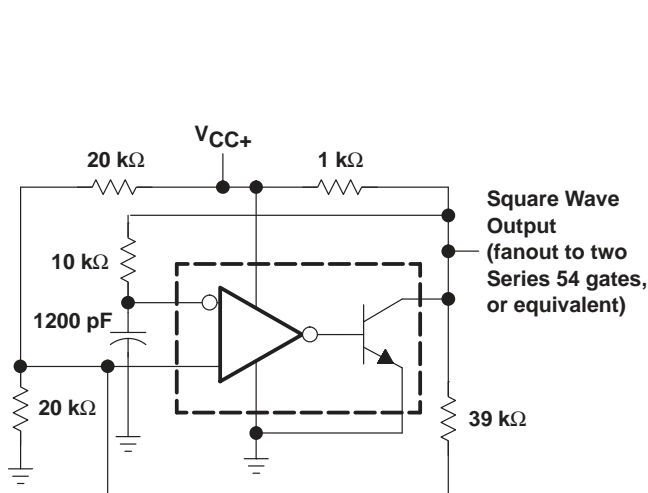 VCC+
20 kΩ
1 kΩ
Square Wave
Output
(fanout to two
Series 54 gates,
or equivalent)
10 kΩ
1200 pF
20 kΩ
39 kΩ